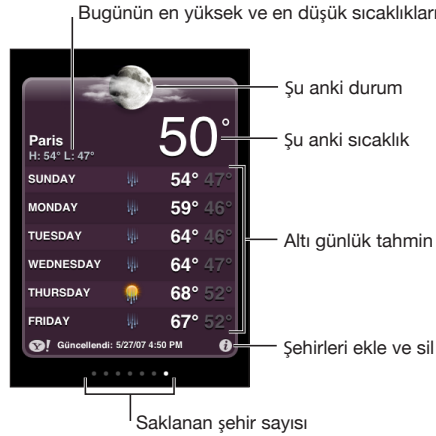 Bugünün en yüksek ve en düşük sıcaklıkları
Şu anki durum
50°
Şu anki sıcaklık
Paris
H: 54° L: 47°
SUNDAY 54° 47°
MONDAY 59° 46°
TUESDAY 64° 46°
Altı günlük tahmin
WEDNESDAY 64° 47°
THURSDAY 68° 52°
FRIDAY 67° 52°
Y! Güncellendi: 5/27/07 4:50 PM i
Şehirleri ekle ve sil
Saklanan şehir sayısı